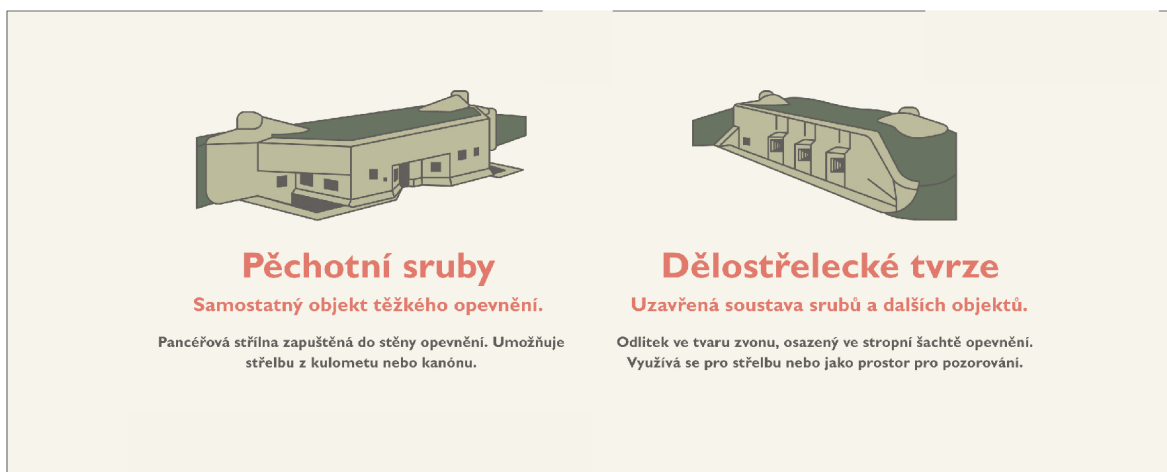 Pěchotní sruby
Samostatný objekt těžkého opevnění.
Pancéřová střílna zapuštěná do stěny opevnění. Umožňuje
střelbu z kulometu nebo kanónu.
Dělostřelecké tvrze
Uzavřená soustava srubů a dalších objektů.
Odlitek ve tvaru zvonu, osazený ve stropní šachtě opevnění.
Využívá se pro střelbu nebo jako prostor pro pozorování.